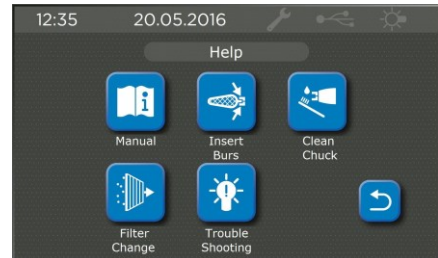 12:35 20.05.2016
Help
Manual
Insert
Burs
Clean
Chuck
Filter
Change
Trouble
Shooting